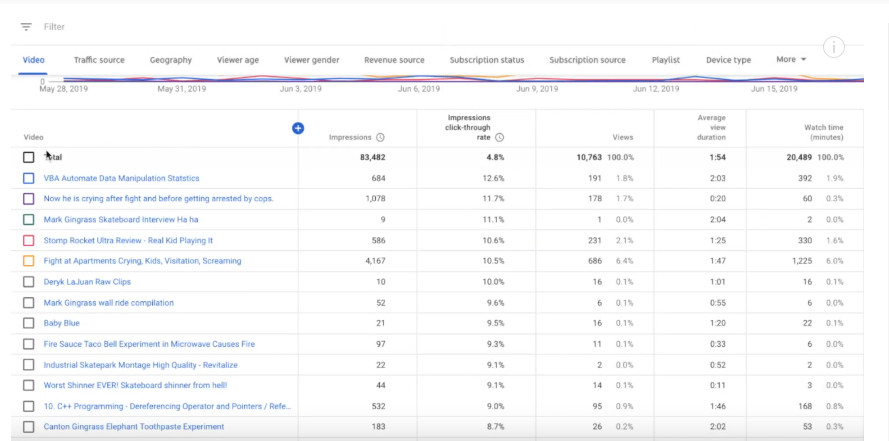 Filter
Video Traffic source Geography Viewer age Viewer gender Revenue source Subscription status Subscription source Playlist Device type More
0
May 28, 2019 May 31, 2019 Jun 3, 2019 Jun 6, 2019 Jun 9, 2019 Jun 12, 2019 Jun 15, 2019
Video Impressions Impressions click-through rate Views Average view duration Watch time (minutes)
Total 83,482 4.8% 10,763 100.0% 1:54 20,489 100.0%
VBA Automate Data Manipulation Statstics 684 12.6% 191 1.8% 2:03 392 1.9%
Now he is crying after fight and before getting arrested by cops. 1,078 11.7% 178 1.7% 0:20 60 0.3%
Mark Gingrass Skateboard Interview Ha ha 9 11.1% 1 0.0% 2:04 2 0.0%
Stomp Rocket Ultra Review - Real Kid Playing It 586 10.6% 231 2.1% 1:25 330 1.6%
Fight at Apartments Crying, Kids, Visitation, Screaming 4,167 10.5% 686 6.4% 1:47 1,225 6.0%
Deryk LaJuan Raw Clips 10 10.0% 16 0.1% 1:01 16 0.1%
Mark Gingrass wall ride compilation 52 9.6% 6 0.1% 0:55 6 0.0%
Baby Blue 21 9.5% 16 0.1% 1:20 22 0.1%
Fire Sauce Taco Bell Experiment in Microwave Causes Fire 97 9.3% 11 0.1% 0:33 6 0.0%
Industrial Skatepark Montage High Quality - Revitalize 22 9.1% 2 0.0% 0:52 2 0.0%
Worst Shinner EVER! Skateboard shinner from hell! 44 9.1% 14 0.1% 0:11 3 0.0%
10. C++ Programming - Dereferencing Operator and Pointers / Refe... 532 9.0% 95 0.9% 1:46 168 0.8%
Canton Gingrass Elephant Toothpaste Experiment 183 8.7% 26 0.2% 2:02 53 0.3%